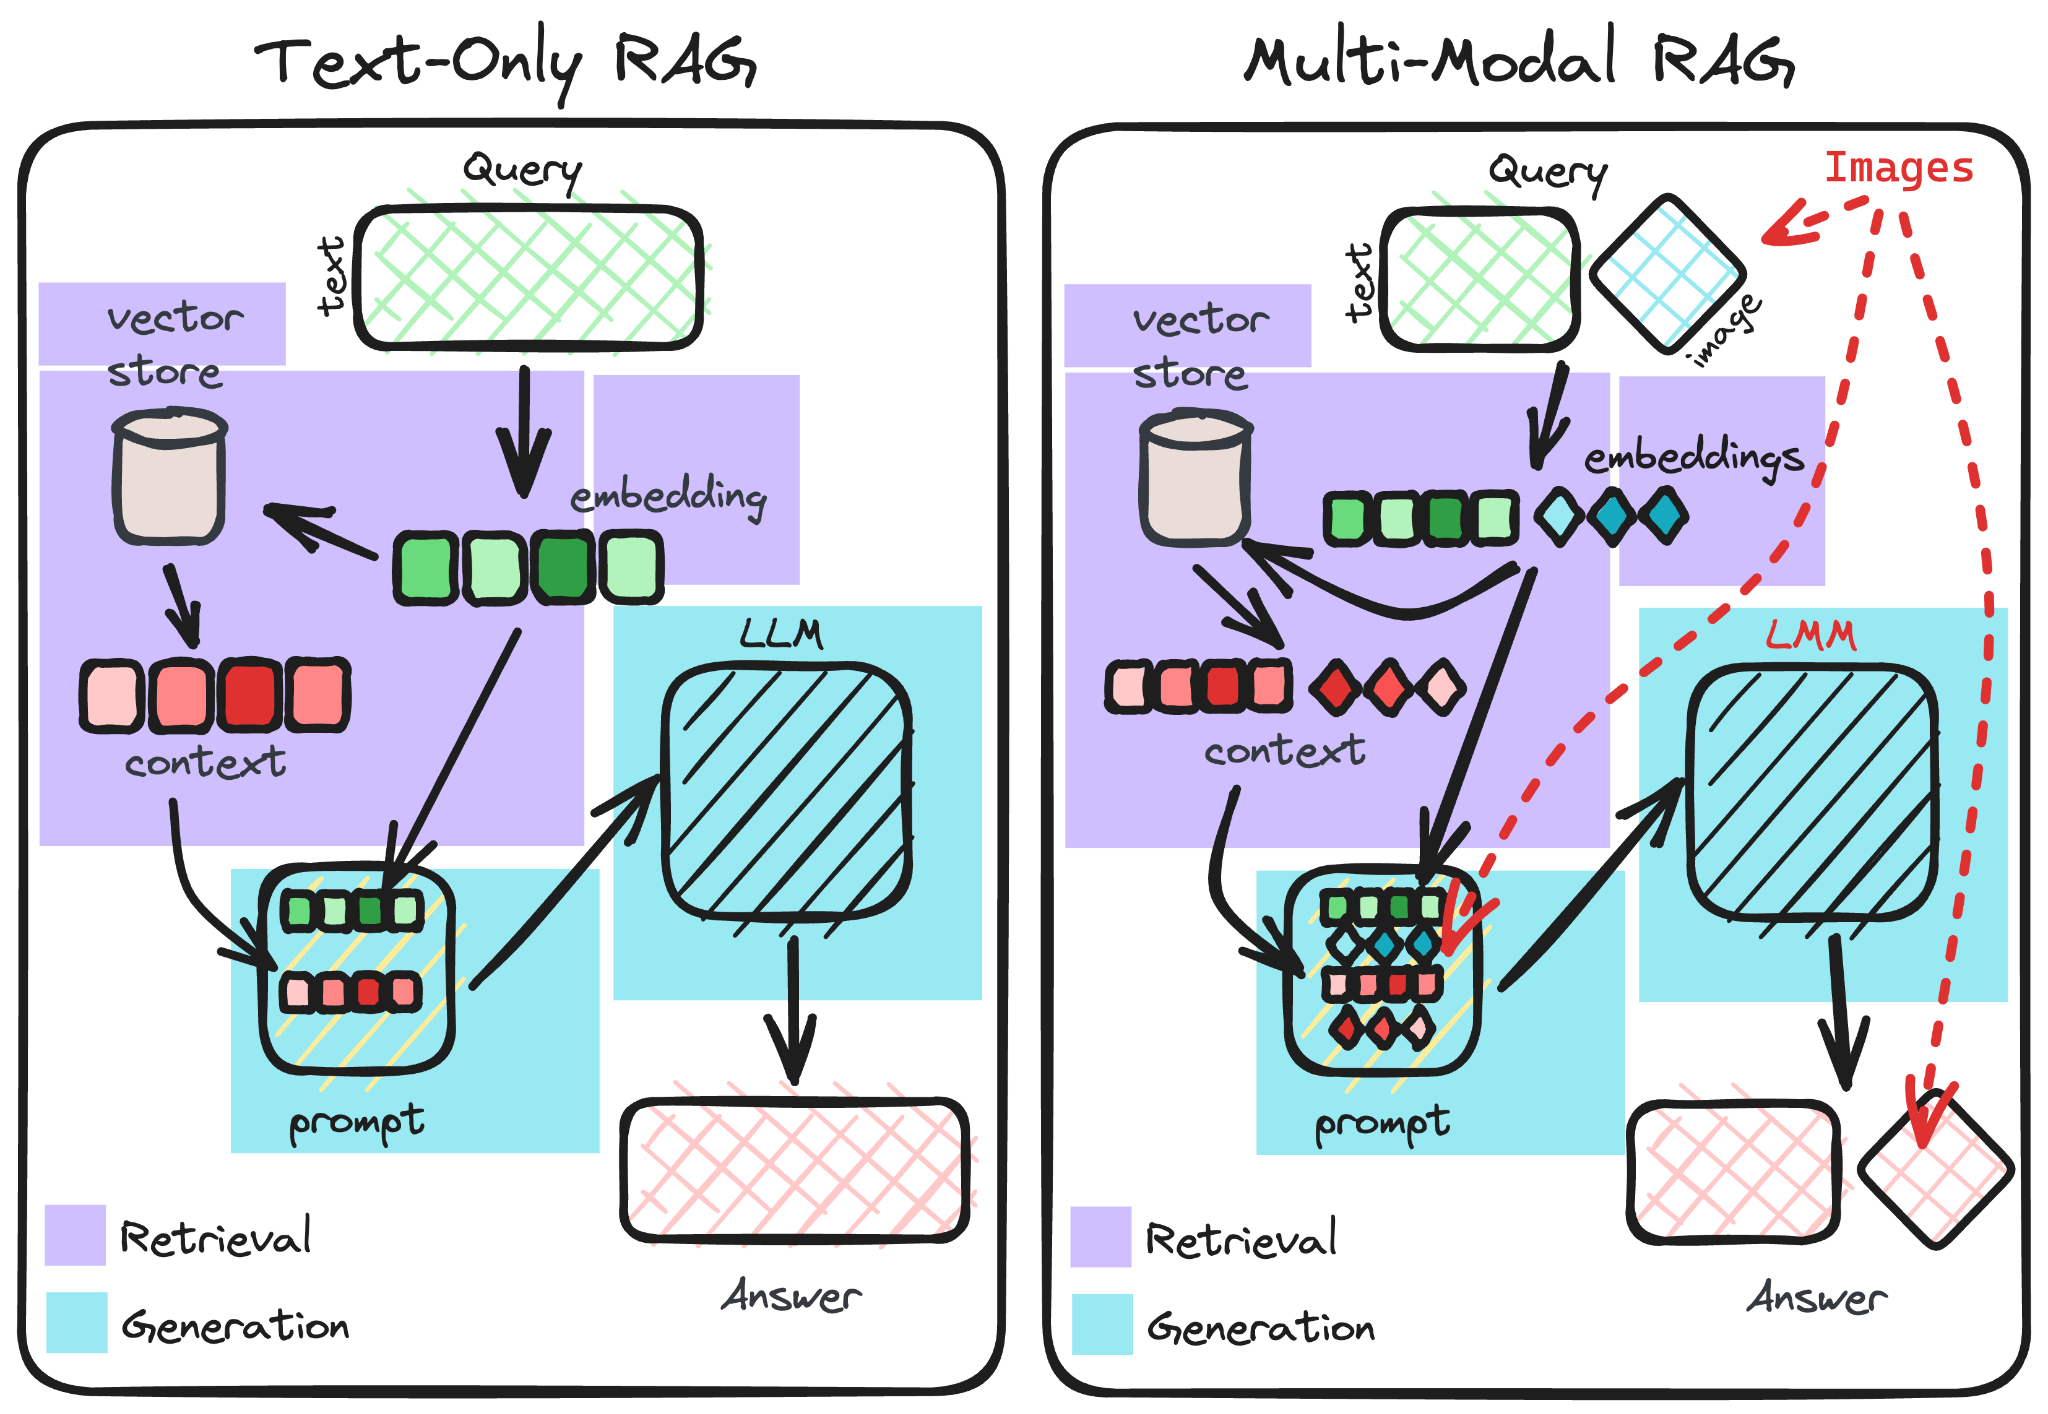 Text-Only RAG
Query
text
vector
store
embedding
context
LLM
prompt
Answer
Retrieval
Generation
Multi-Modal RAG
Images
Query
text
image
vector
store
embeddings
context
LMM
prompt
Answer
Retrieval
Generation